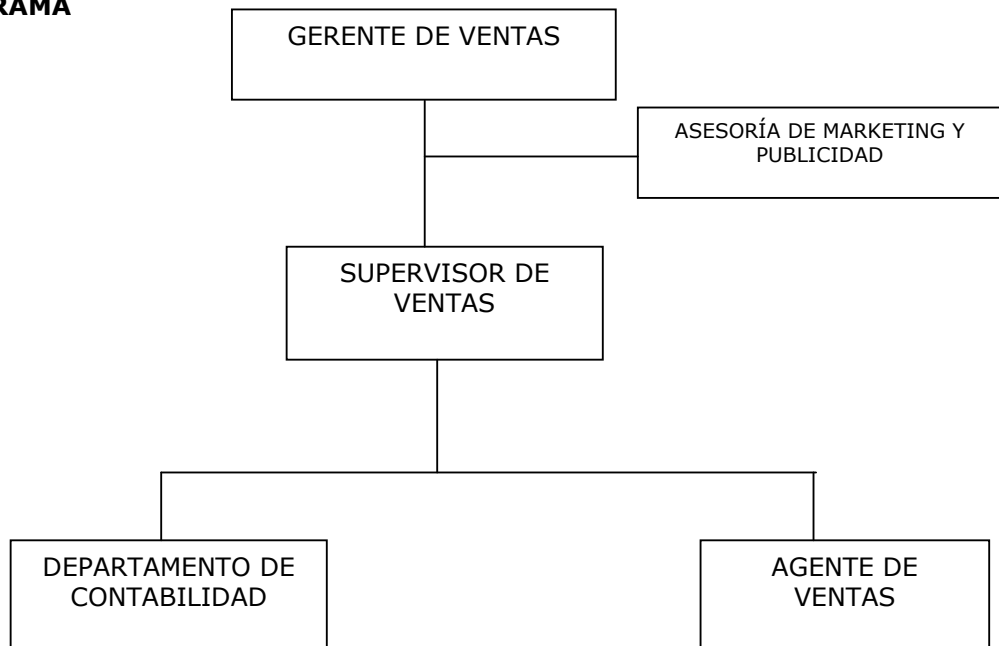 RAMA
GERENTE DE VENTAS
ASESORÍA DE MARKETING Y
PUBLICIDAD
SUPERVISOR DE
VENTAS
DEPARTAMENTO DE
CONTABILIDAD
AGENTE DE
VENTAS